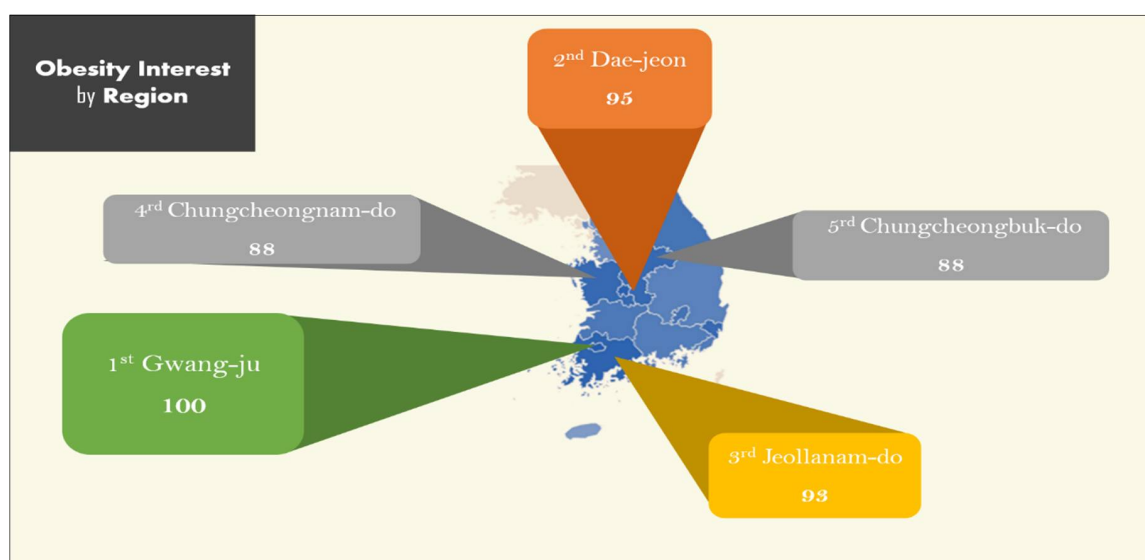 Obesity Interest
by Region
2nd Dae-jeon
95
4rd Chungcheongnam-do
88
5rd Chungcheongbuk-do
88
1st Gwang-ju
100
3rd Jeollanam-do
93